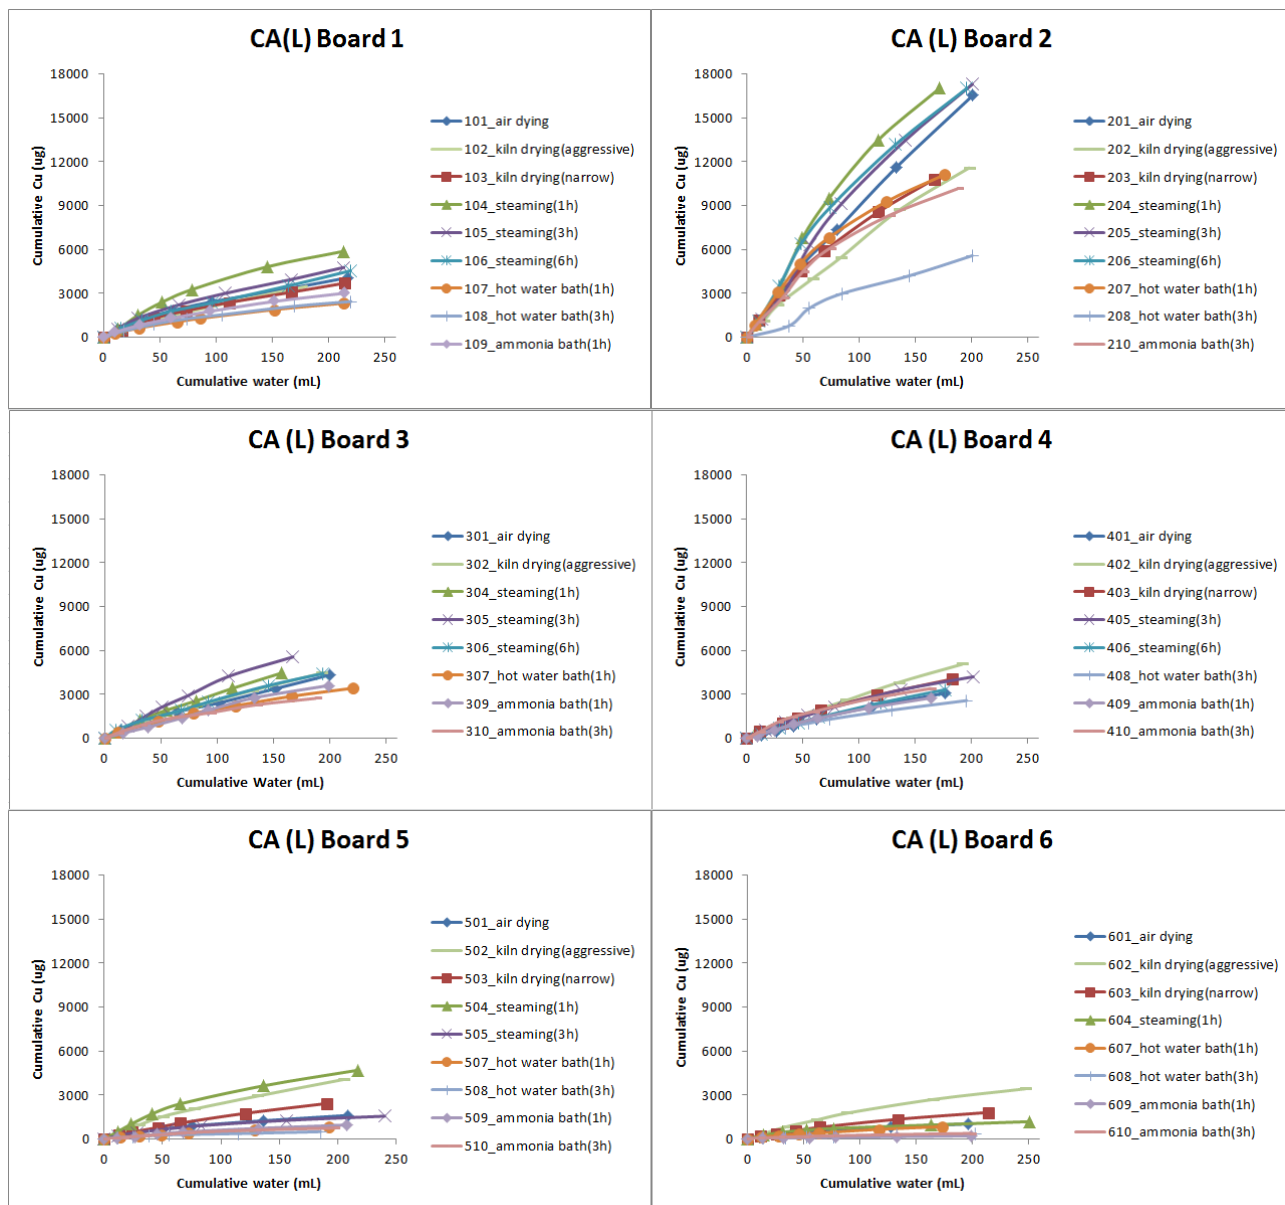 CA(L) Board 1
Cumulative Cu (ug)
18000
15000
12000
9000
6000
3000
0
0 50 100 150 200 250
Cumulative water (mL)
101_air dying
102_kiln drying(aggressive)
103_kiln drying(narrow)
104_steaming(1h)
105_steaming(3h)
106_steaming(6h)
107_hot water bath(1h)
108_hot water bath(3h)
109_ammonia bath(1h)
CA (L) Board 2
Cumulative Cu (ug)
18000
15000
12000
9000
6000
3000
0
0 50 100 150 200 250
Cumulative water (mL)
201_air dying
202_kiln drying(aggressive)
203_kiln drying(narrow)
204_steaming(1h)
205_steaming(3h)
206_steaming(6h)
207_hot water bath(1h)
208_hot water bath(3h)
210_ammonia bath(3h)
CA (L) Board 3
Cumulative Cu (ug)
18000
15000
12000
9000
6000
3000
0
0 50 100 150 200 250
Cumulative Water (mL)
301_air dying
302_kiln drying(aggressive)
304_steaming(1h)
305_steaming(3h)
306_steaming(6h)
307_hot water bath(1h)
309_ammonia bath(1h)
310_ammonia bath(3h)
CA (L) Board 4
Cumulative Cu (ug)
18000
15000
12000
9000
6000
3000
0
0 50 100 150 200 250
Cumulative water (mL)
401_air dying
402_kiln drying(aggressive)
403_kiln drying(narrow)
405_steaming(3h)
406_steaming(6h)
408_hot water bath(3h)
409_ammonia bath(1h)
410_ammonia bath(3h)
CA (L) Board 5
Cumulative Cu (ug)
18000
15000
12000
9000
6000
3000
0
0 50 100 150 200 250
Cumulative water (mL)
501_air dying
502_kiln drying(aggressive)
503_kiln drying(narrow)
504_steaming(1h)
505_steaming(3h)
507_hot water bath(1h)
508_hot water bath(3h)
509_ammonia bath(1h)
510_ammonia bath(3h)
CA (L) Board 6
Cumulative Cu (ug)
18000
15000
12000
9000
6000
3000
0
0 50 100 150 200 250
Cumulative water (mL)
601_air dying
602_kiln drying(aggressive)
603_kiln drying(narrow)
604_steaming(1h)
607_hot water bath(1h)
608_hot water bath(3h)
609_ammonia bath(1h)
610_ammonia bath(3h)